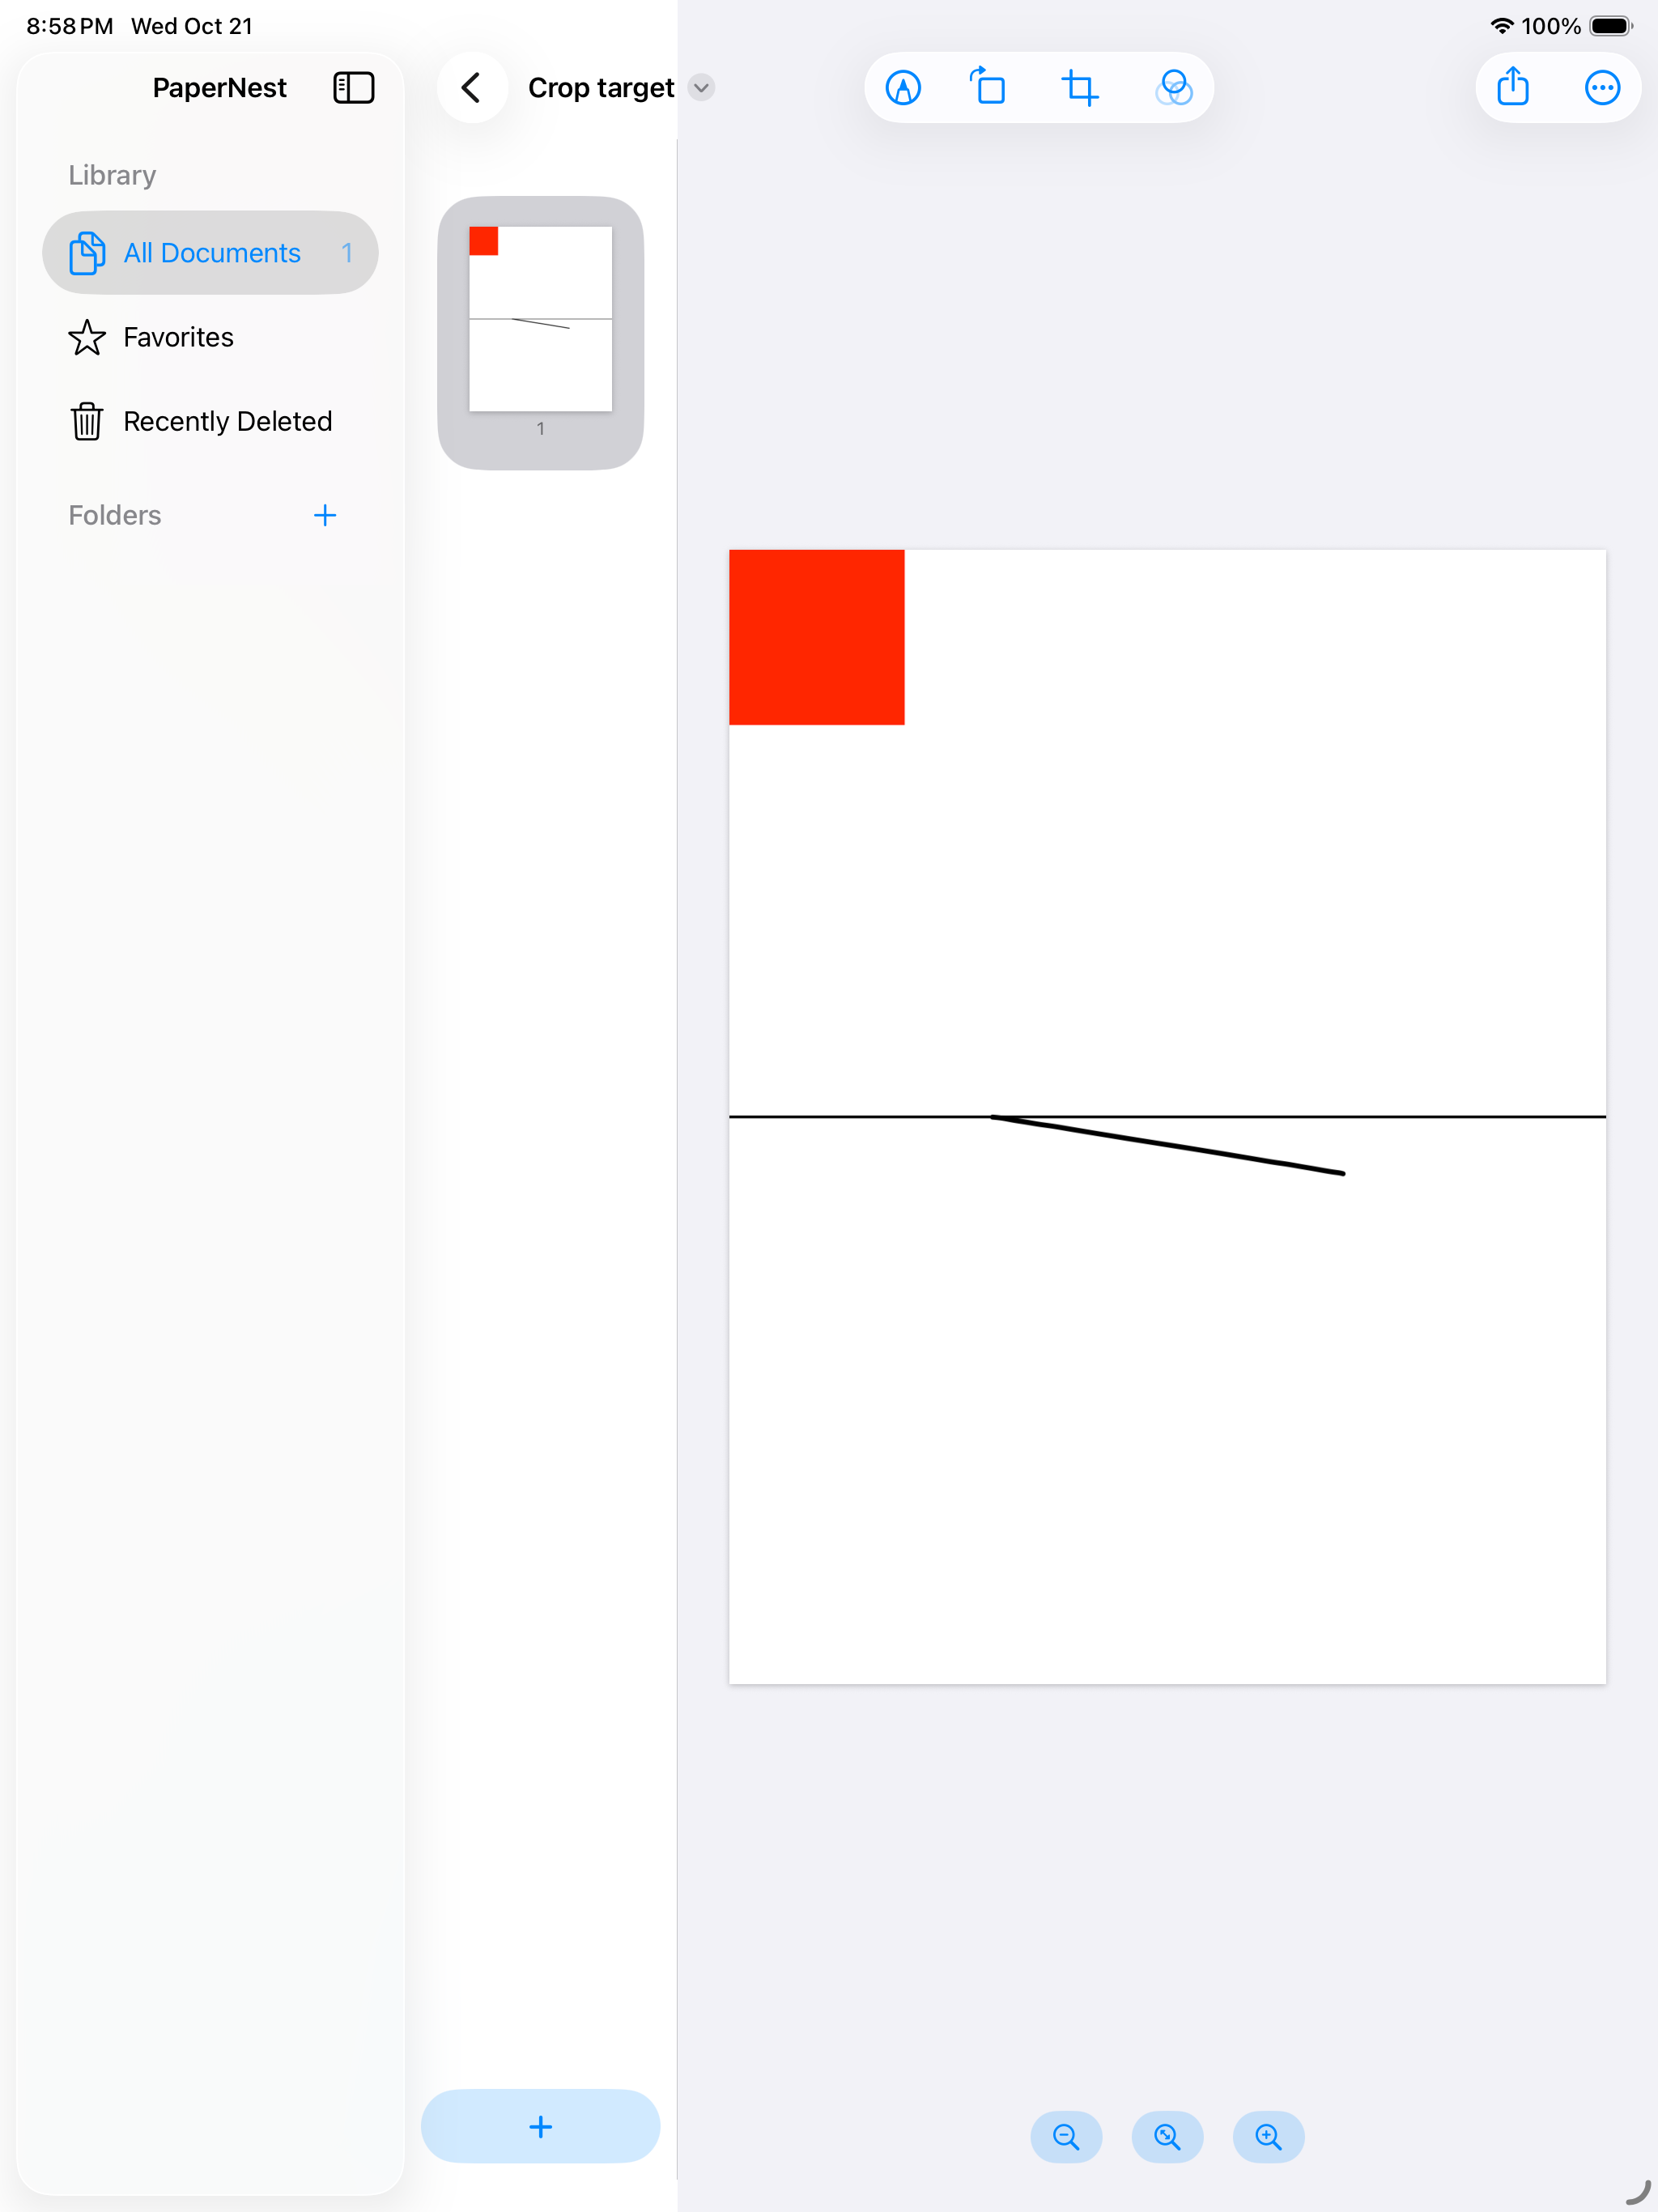 8:58 PM Wed Oct 21
100%
PaperNest
Crop target
Library
All Documents 1
Favorites
Recently Deleted
Folders
1